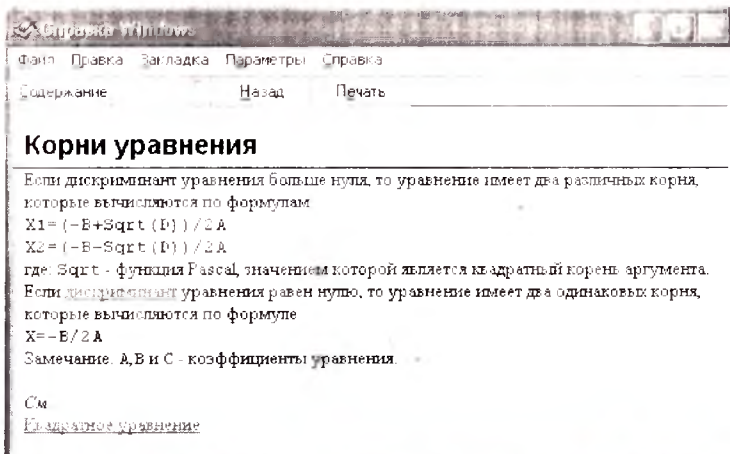 Справка Windows
Файл Правка Закладка Параметры Справка
Содержание Назад Печать
Корни уравнения
Если дискриминант уравнения больше нуля, то уравнение имеет два различных корня,
которые вычисляются по формулам
X1=(-B+Sqrt(D))/2A
X2=(-B-Sqrt(D))/2A
где: Sqrt - функция Pascal, значением которой является квадратный корень аргумента.
Если дискриминант уравнения равен нулю, то уравнение имеет два одинаковых корня,
которые вычисляются по формуле
X=-B/2A
Замечание. A,B и C - коэффициенты уравнения.
См
Квадратное уравнение